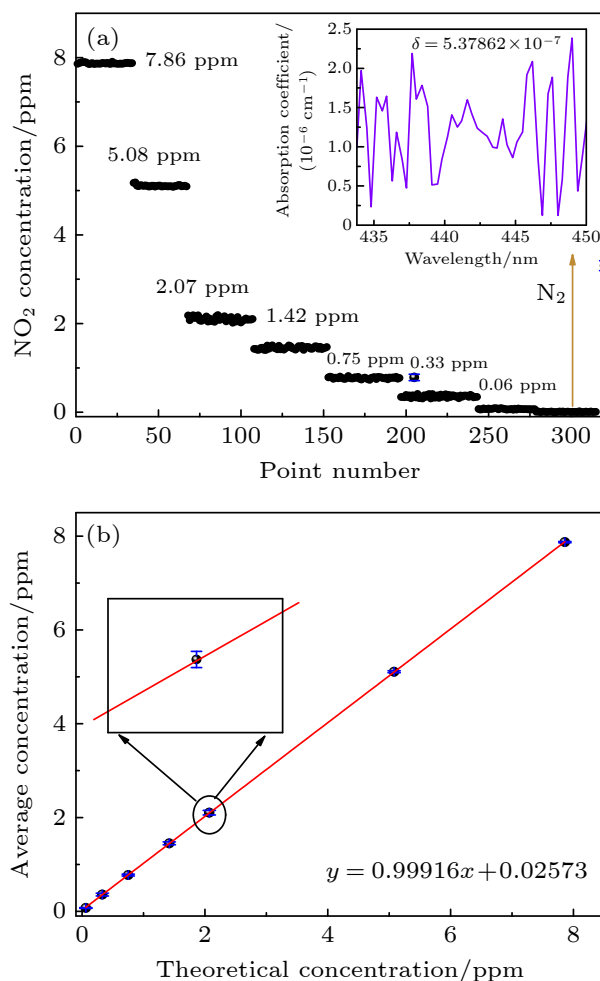 (a)
7.86 ppm
5.08 ppm
2.07 ppm
1.42 ppm
0.75 ppm
0.33 ppm
0.06 ppm
N₂
NO₂ concentration/ppm
8
6
4
2
0
0 50 100 150 200 250 300
Point number
δ = 5.37862×10⁻⁷
Absorption coefficient/
(10⁻⁶ cm⁻¹)
2.5
2.0
1.5
1.0
0.5
0
435 440 445 450
Wavelength/nm
(b)
Average concentration/ppm
8
6
4
2
0
y = 0.99916x+0.02573
0 2 4 6 8
Theoretical concentration/ppm